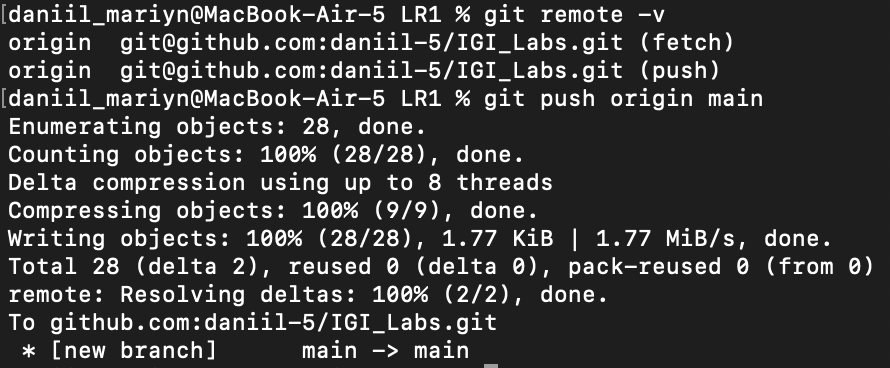 [daniil_mariyn@MacBook-Air-5 LR1 % git remote -v
origin  git@github.com:daniil-5/IGI_Labs.git (fetch)
origin  git@github.com:daniil-5/IGI_Labs.git (push)
[daniil_mariyn@MacBook-Air-5 LR1 % git push origin main
Enumerating objects: 28, done.
Counting objects: 100% (28/28), done.
Delta compression using up to 8 threads
Compressing objects: 100% (9/9), done.
Writing objects: 100% (28/28), 1.77 KiB | 1.77 MiB/s, done.
Total 28 (delta 2), reused 0 (delta 0), pack-reused 0 (from 0)
remote: Resolving deltas: 100% (2/2), done.
To github.com:daniil-5/IGI_Labs.git
 * [new branch]      main -> main